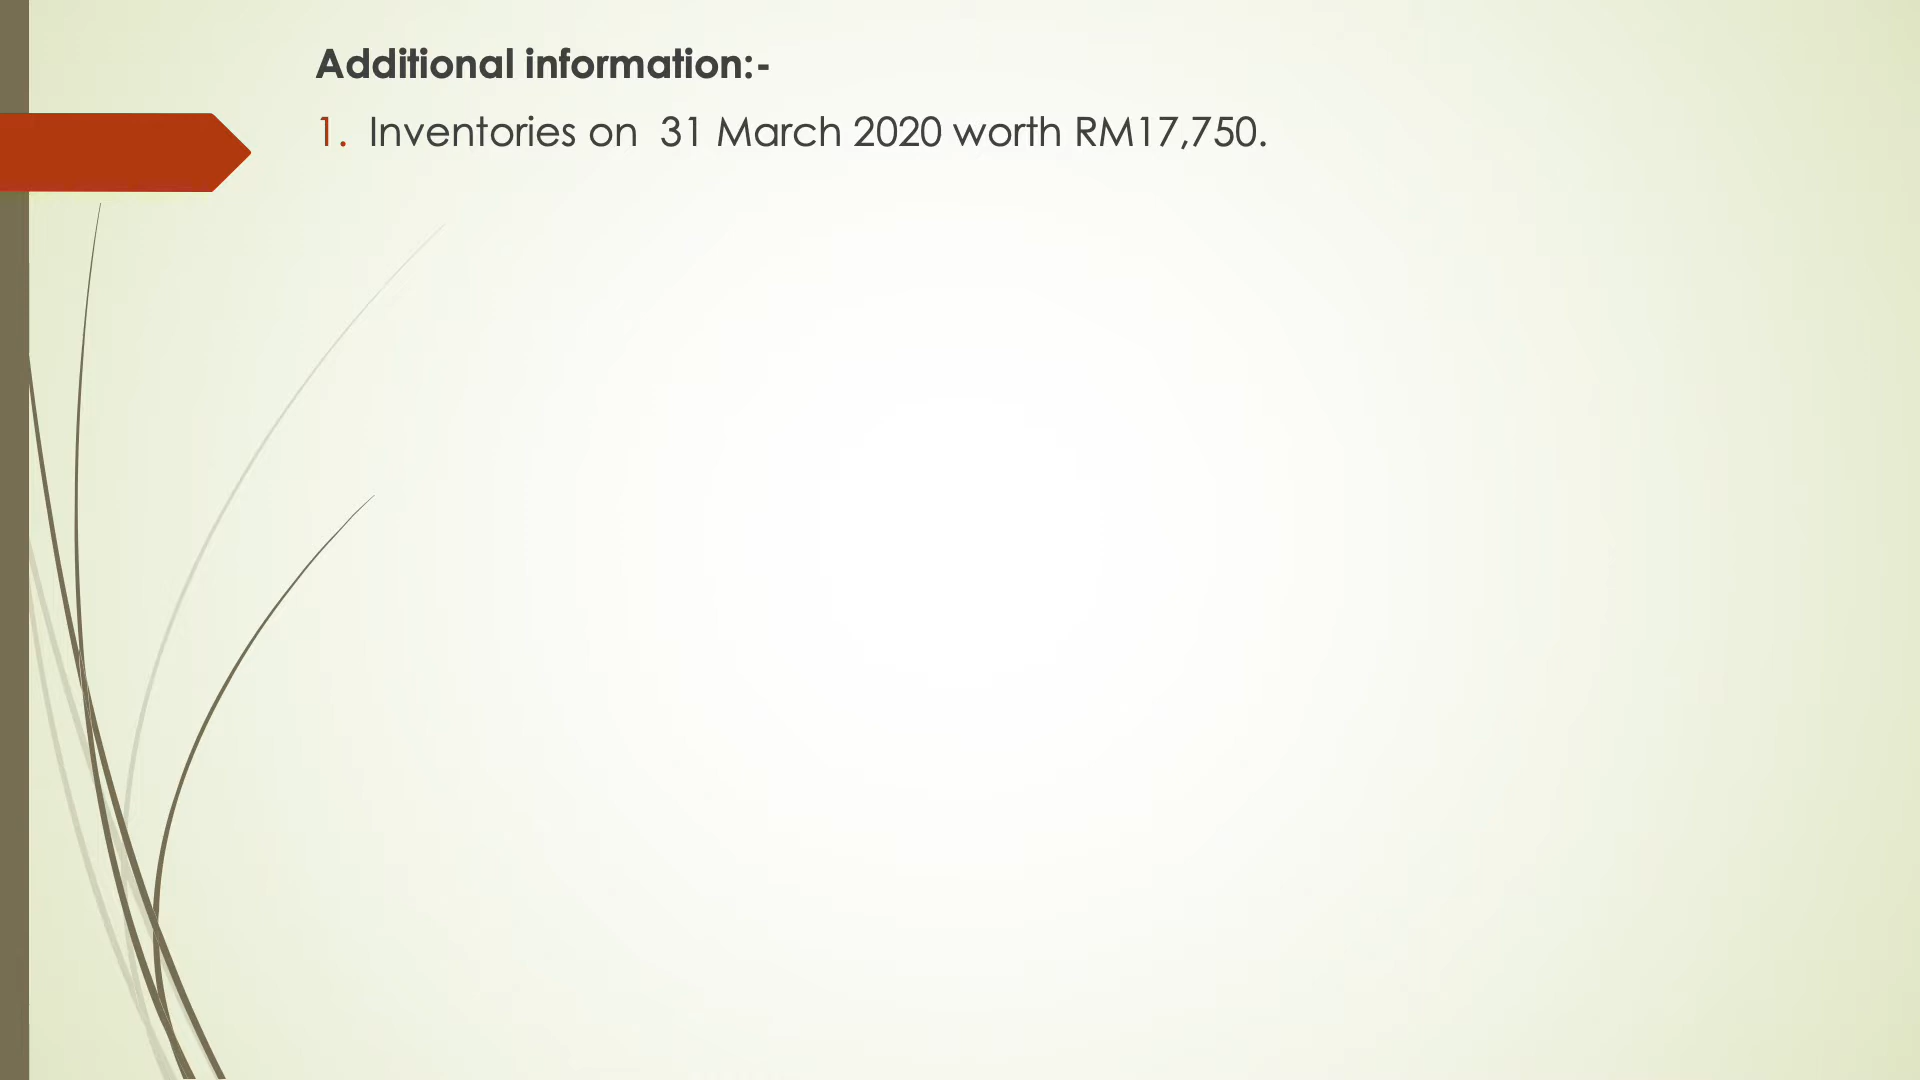 Additional information:-
1. Inventories on  31 March 2020 worth RM17,750.